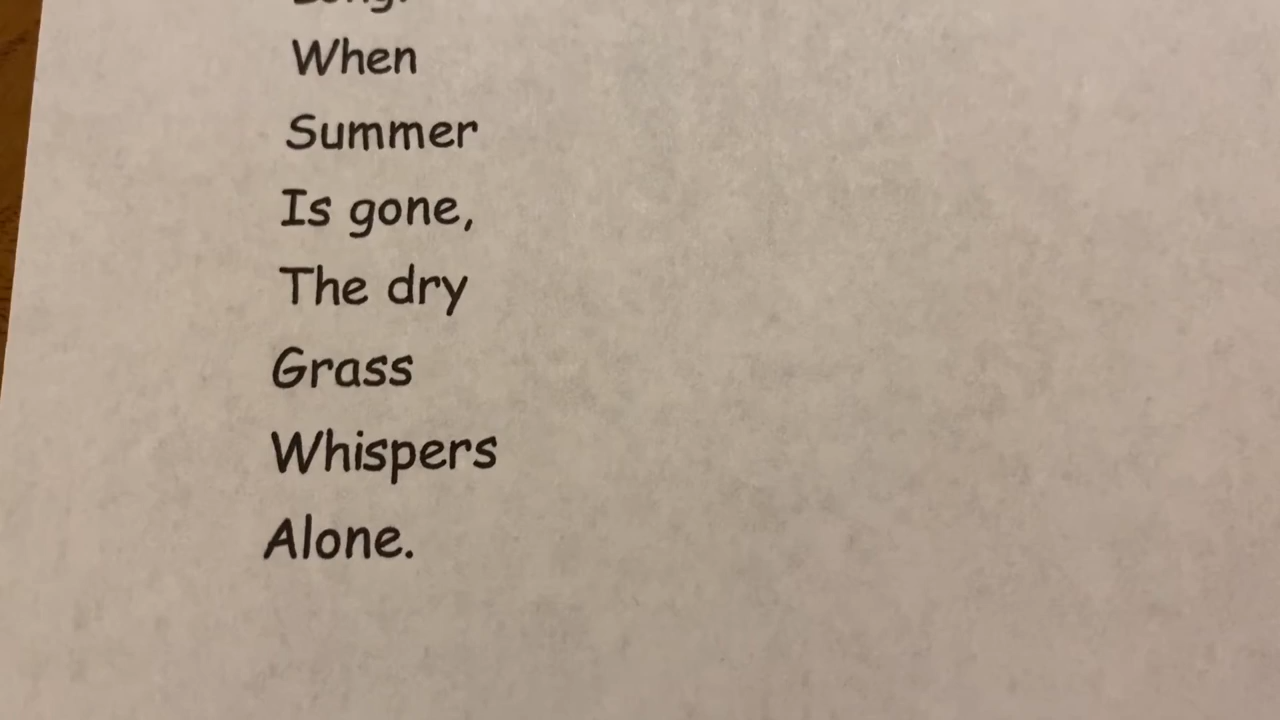 When
Summer
Is gone,
The dry
Grass
Whispers
Alone.